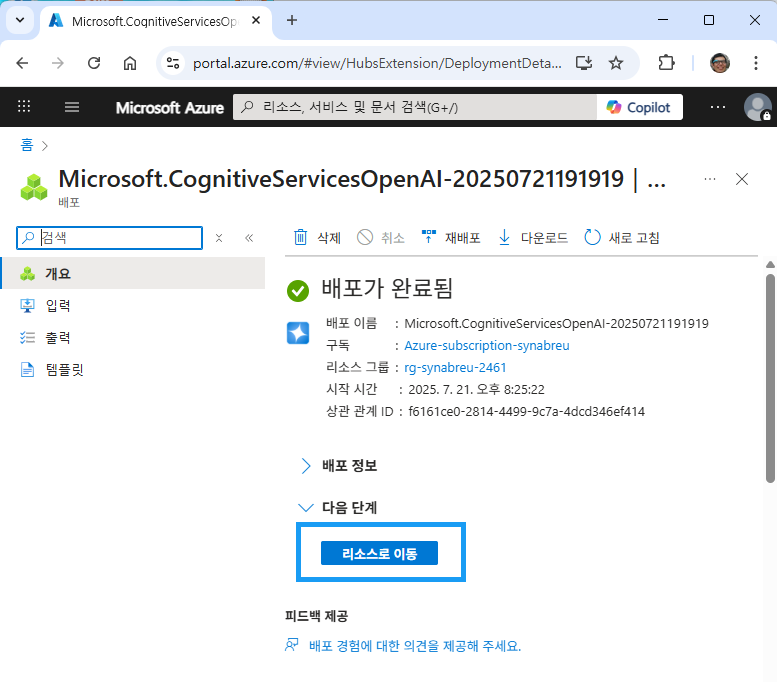 Microsoft.CognitiveServicesOpe
portal.azure.com/#view/HubsExtension/DeploymentDeta...
Microsoft Azure
리소스, 서비스 및 문서 검색(G+/)
Copilot
홈
Microsoft.CognitiveServicesOpenAI-20250721191919 | ...
배포
검색
삭제
취소
재배포
다운로드
새로 고침
개요
입력
출력
템플릿
배포가 완료됨
배포 이름 : Microsoft.CognitiveServicesOpenAI-20250721191919
구독 : Azure-subscription-synabreu
리소스 그룹 : rg-synabreu-2461
시작 시간 : 2025. 7. 21. 오후 8:25:22
상관 관계 ID : f6161ce0-2814-4499-9c7a-4dcd346ef414
배포 정보
다음 단계
리소스로 이동
피드백 제공
배포 경험에 대한 의견을 제공해 주세요.